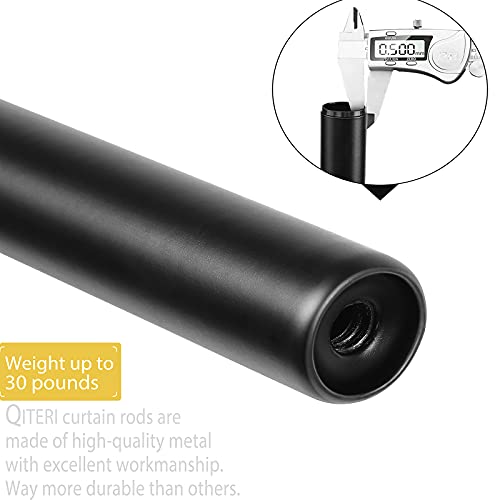 0.500mm
Weight up to
30 pounds
QITERI curtain rods are
made of high-quality metal
with excellent workmanship.
Way more durable than others.